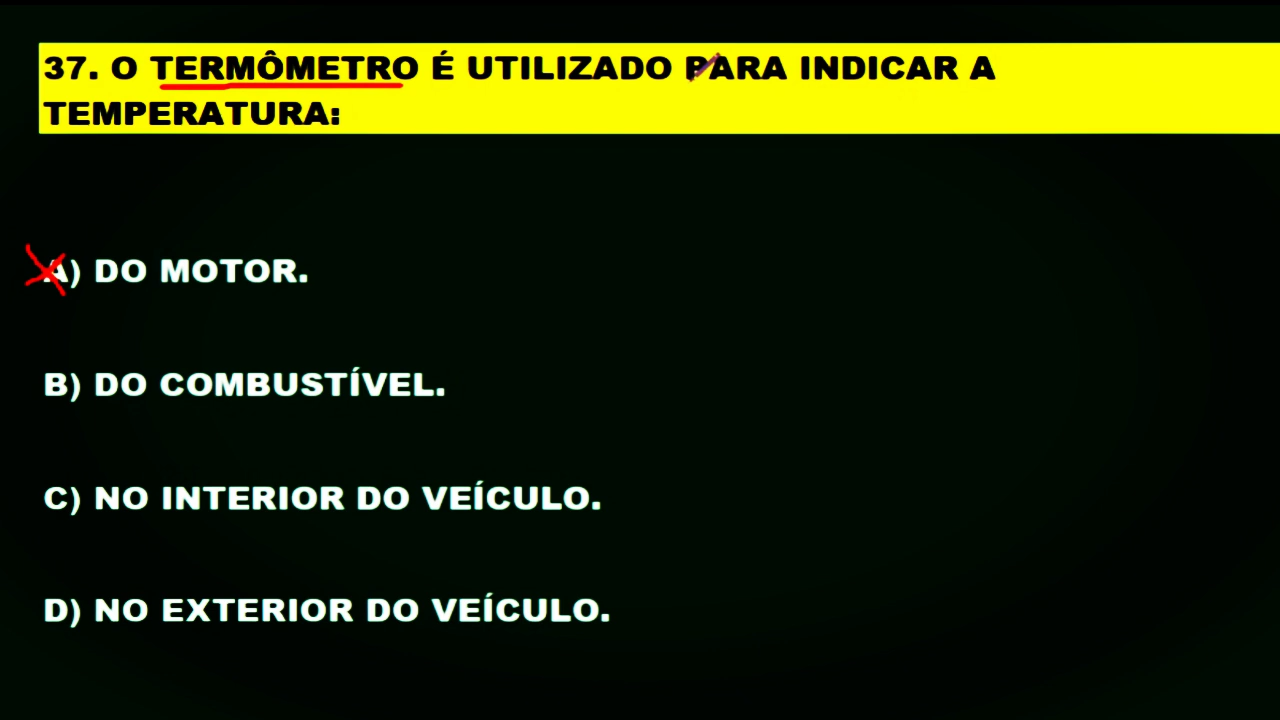 37. O TERMÔMETRO É UTILIZADO PARA INDICAR A
TEMPERATURA:
A) DO MOTOR.
B) DO COMBUSTÍVEL.
C) NO INTERIOR DO VEÍCULO.
D) NO EXTERIOR DO VEÍCULO.